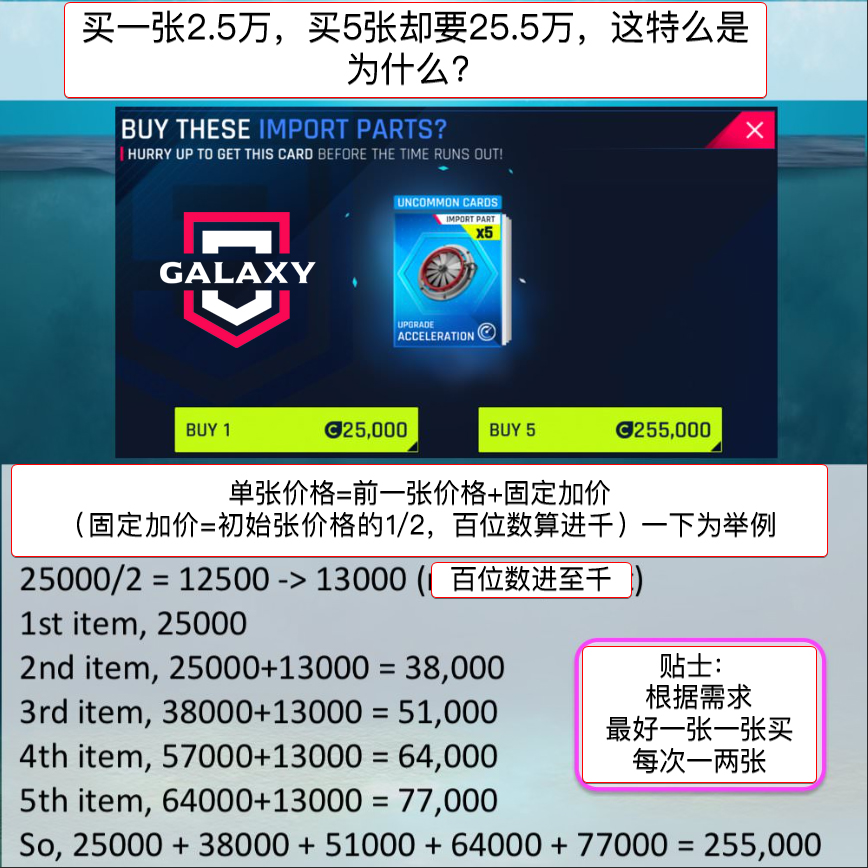 买一张2.5万，买5张却要25.5万，这特么是
为什么？
BUY THESE IMPORT PARTS?
HURRY UP TO GET THIS CARD BEFORE THE TIME RUNS OUT!
UNCOMMON CARDS
IMPORT PART
x5
GALAXY
UPGRADE
ACCELERATION
BUY 1 25,000
BUY 5 255,000
单张价格=前一张价格+固定加价
（固定加价=初始张价格的1/2，百位数算进千）一下为举例
25000/2 = 12500 -> 13000 ( 百位数进至千 )
1st item, 25000
2nd item, 25000+13000 = 38,000
3rd item, 38000+13000 = 51,000
4th item, 57000+13000 = 64,000
5th item, 64000+13000 = 77,000
So, 25000 + 38000 + 51000 + 64000 + 77000 = 255,000
贴士：
根据需求
最好一张一张买
每次一两张